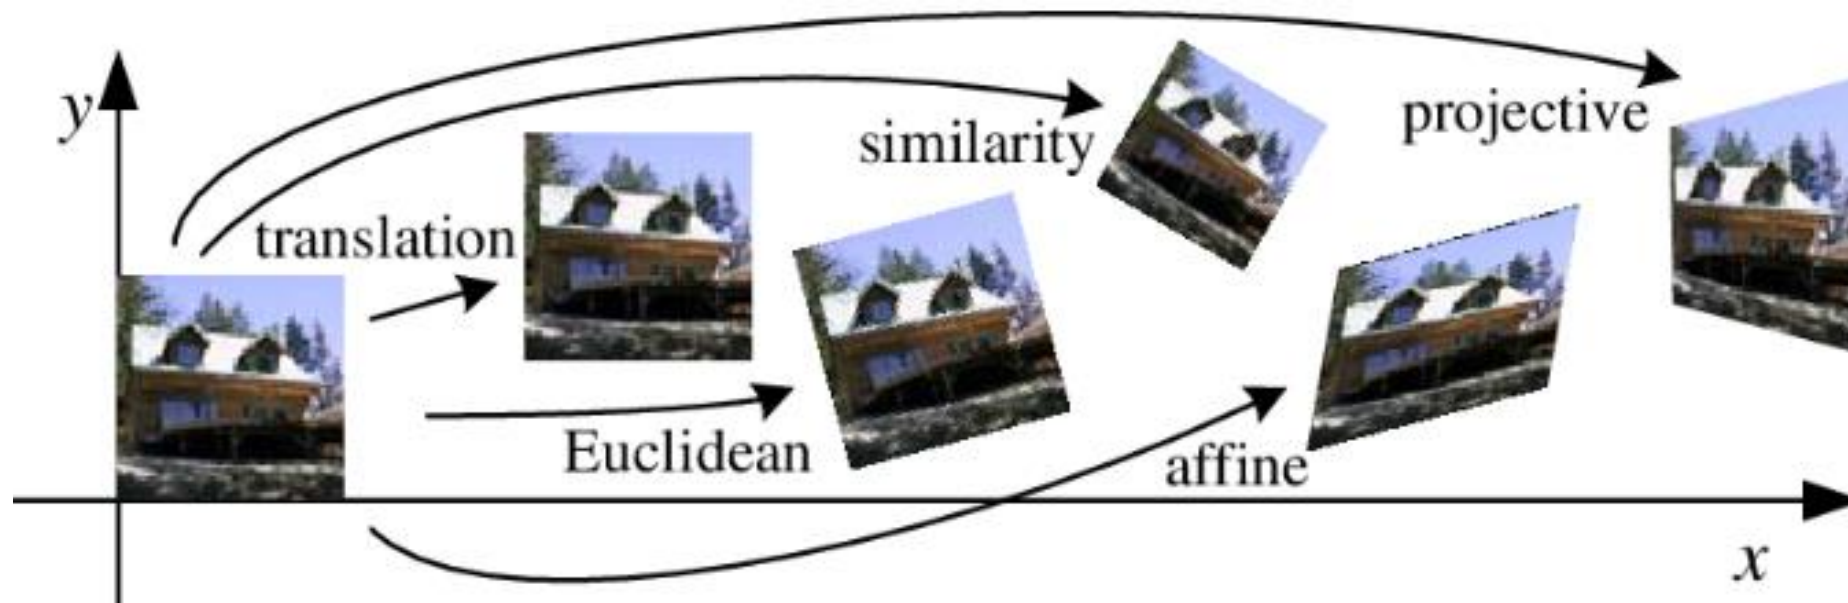 y
similarity
projective
translation
Euclidean
affine
x